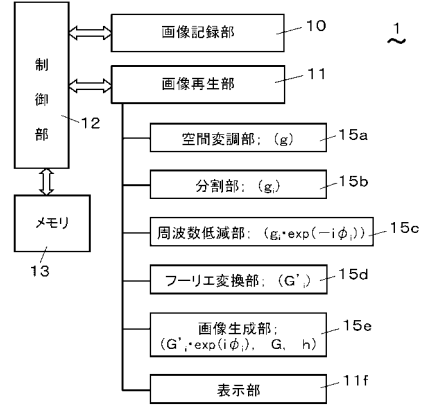 1
画像記録部
10
画像再生部
11
制御部
12
メモリ
13
空間変調部; (g)
15a
分割部; (gᵢ)
15b
周波数低減部; (gᵢ・exp(-iφᵢ))
15c
フーリエ変換部; (G'ᵢ)
15d
画像生成部;
(G'ᵢ・exp(iφᵢ), G, h)
15e
表示部
11f